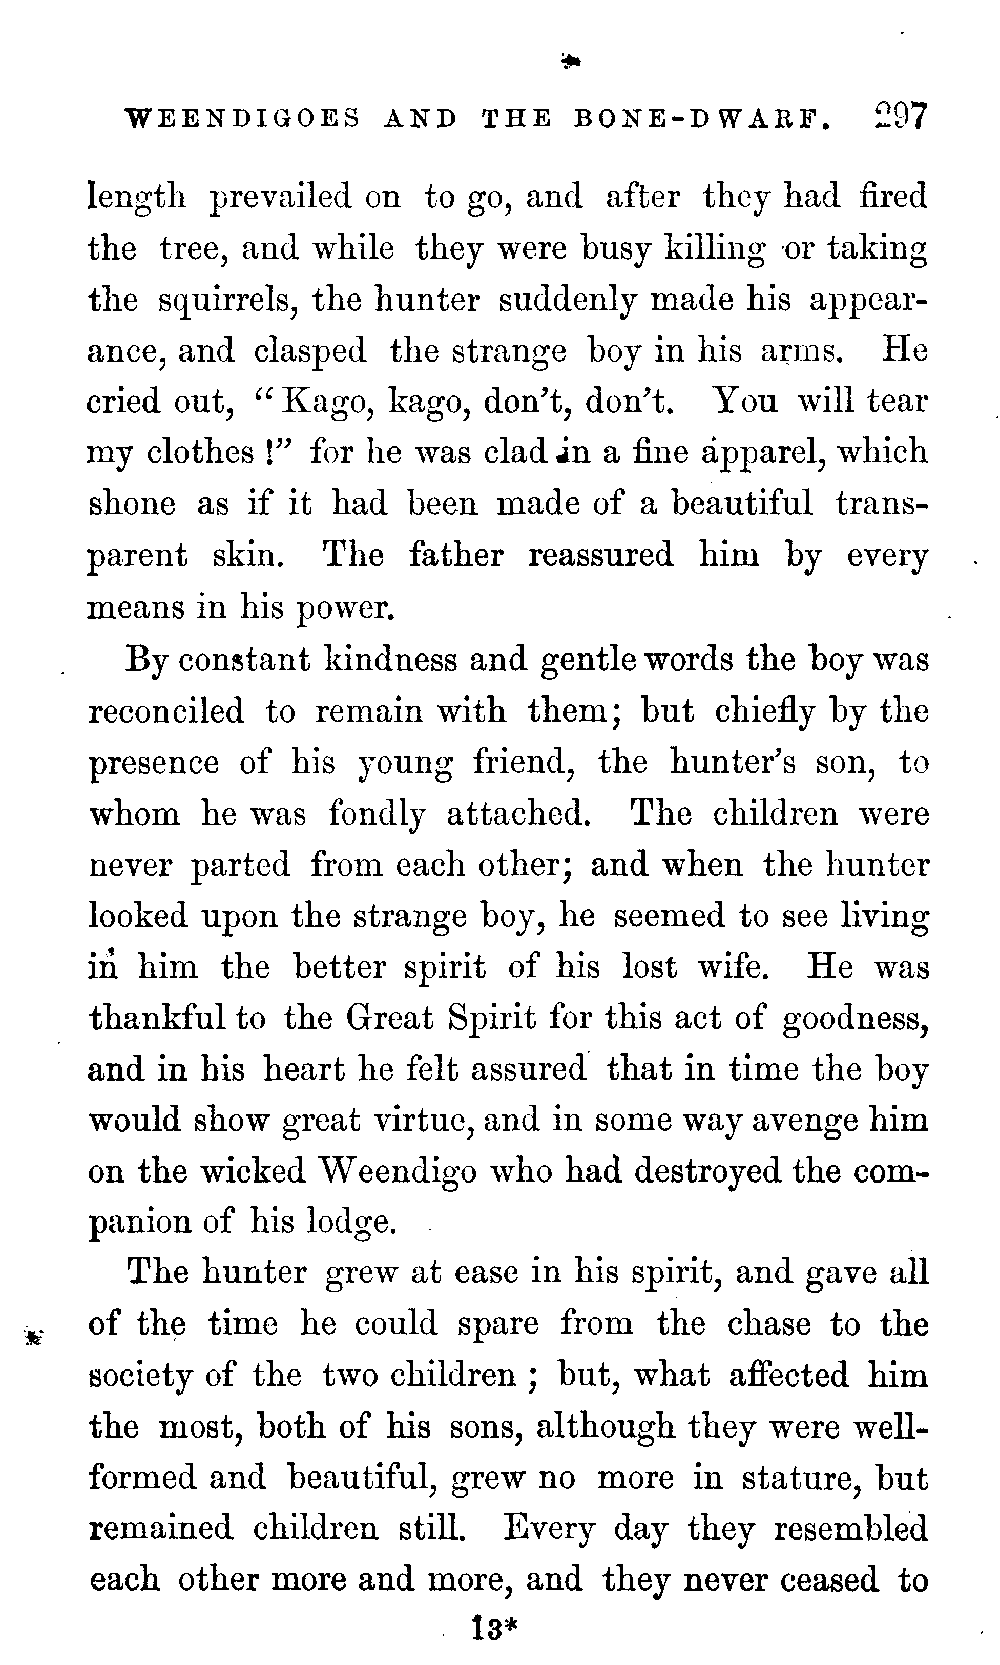 WEENDIGOES AND THE BONE-DWARF. 297
length prevailed on to go, and after they had fired
the tree, and while they were busy killing or taking
the squirrels, the hunter suddenly made his appear-
ance, and clasped the strange boy in his arms. He
cried out, “Kago, kago, don’t, don’t. You will tear
my clothes!” for he was clad in a fine apparel, which
shone as if it had been made of a beautiful trans-
parent skin. The father reassured him by every
means in his power.
By constant kindness and gentle words the boy was
reconciled to remain with them; but chiefly by the
presence of his young friend, the hunter’s son, to
whom he was fondly attached. The children were
never parted from each other; and when the hunter
looked upon the strange boy, he seemed to see living
in him the better spirit of his lost wife. He was
thankful to the Great Spirit for this act of goodness,
and in his heart he felt assured that in time the boy
would show great virtue, and in some way avenge him
on the wicked Weendigo who had destroyed the com-
panion of his lodge.
The hunter grew at ease in his spirit, and gave all
of the time he could spare from the chase to the
society of the two children; but, what affected him
the most, both of his sons, although they were well-
formed and beautiful, grew no more in stature, but
remained children still. Every day they resembled
each other more and more, and they never ceased to
13*